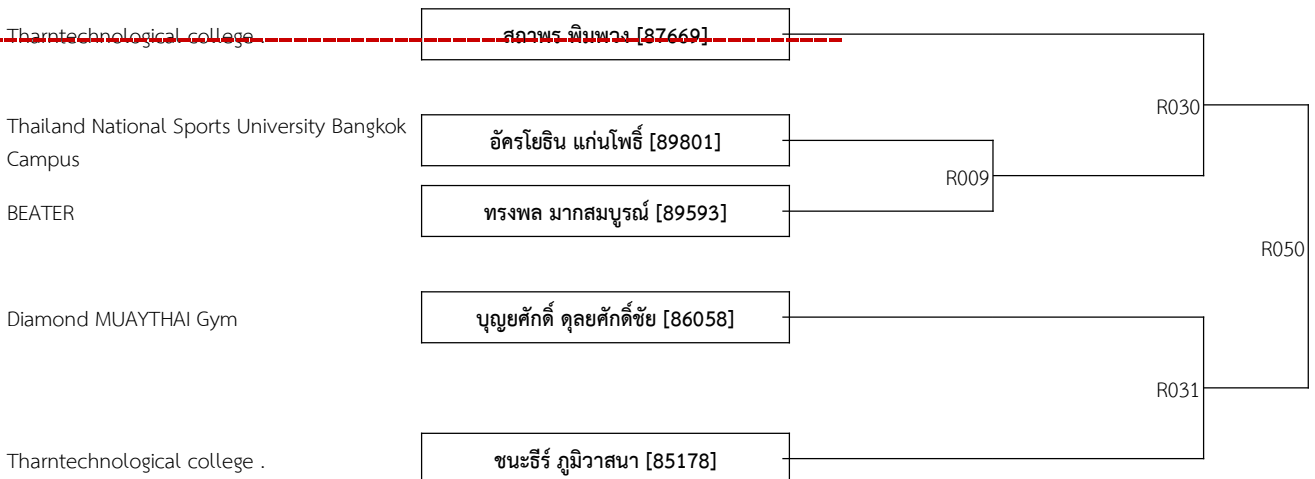 Tharntechnological college .
สถาพร พิมพวง [87669]
R030
Thailand National Sports University Bangkok
Campus
อัครโยธิน แก่นโพธิ์ [89801]
R009
BEATER
ทรงพล มากสมบูรณ์ [89593]
R050
Diamond MUAYTHAI Gym
บุญยศักดิ์ ดุลยศักดิ์ชัย [86058]
R031
Tharntechnological college .
ชนะธีร์ ภูมิวาสนา [85178]